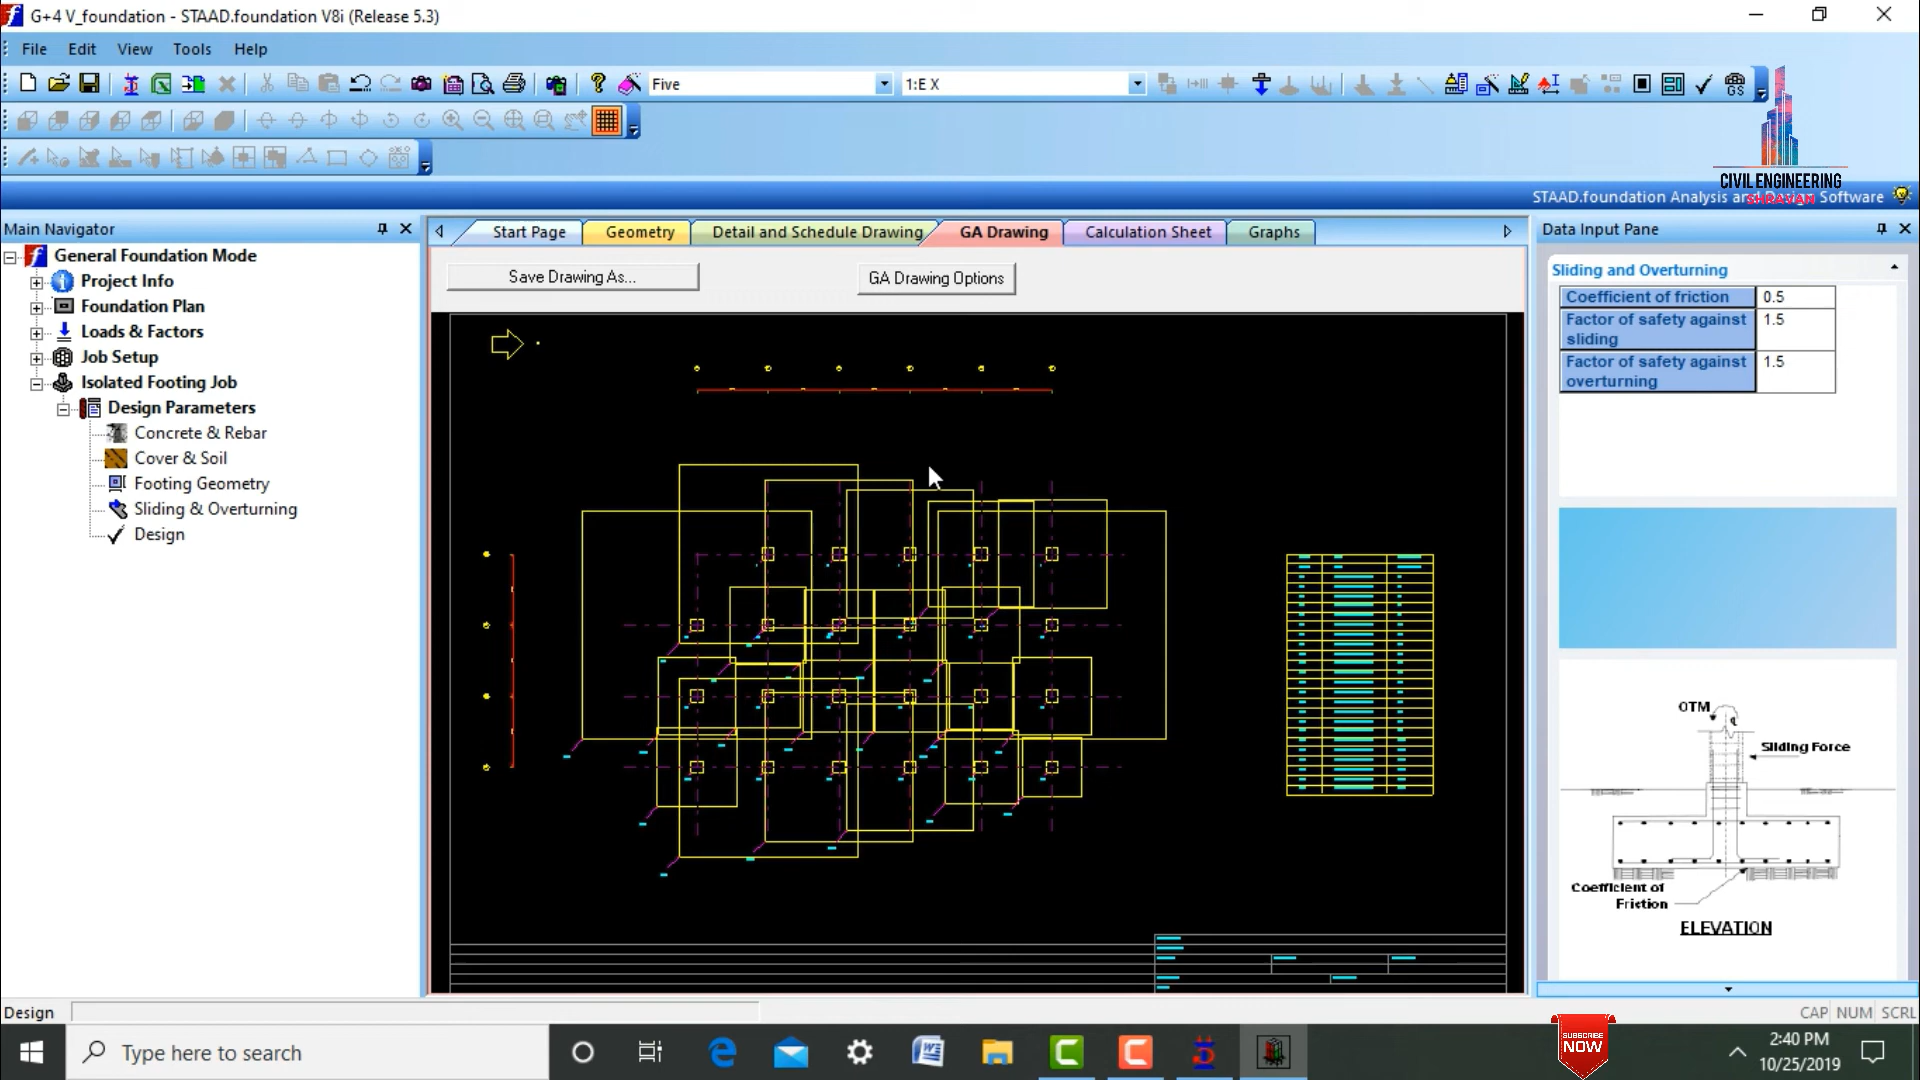 G+4 V_foundation - STAAD.foundation V8i (Release 5.3)
File Edit View Tools Help
Five
1:E X
GS
CIVIL ENGINEERING
SHRAVAN
STAAD.foundation Analysis and Design Software
Main Navigator
General Foundation Mode
Project Info
Foundation Plan
Loads & Factors
Job Setup
Isolated Footing Job
Design Parameters
Concrete & Rebar
Cover & Soil
Footing Geometry
Sliding & Overturning
Design
Start Page
Geometry
Detail and Schedule Drawing
GA Drawing
Calculation Sheet
Graphs
Save Drawing As...
GA Drawing Options
Data Input Pane
Sliding and Overturning
Coefficient of friction 0.5
Factor of safety against 1.5
sliding
Factor of safety against 1.5
overturning
OTM
Sliding Force
Coefficient of
Friction
ELEVATION
Design
CAP NUM SCRL
Type here to search
SUBSCRIBE
NOW
2:40 PM
10/25/2019